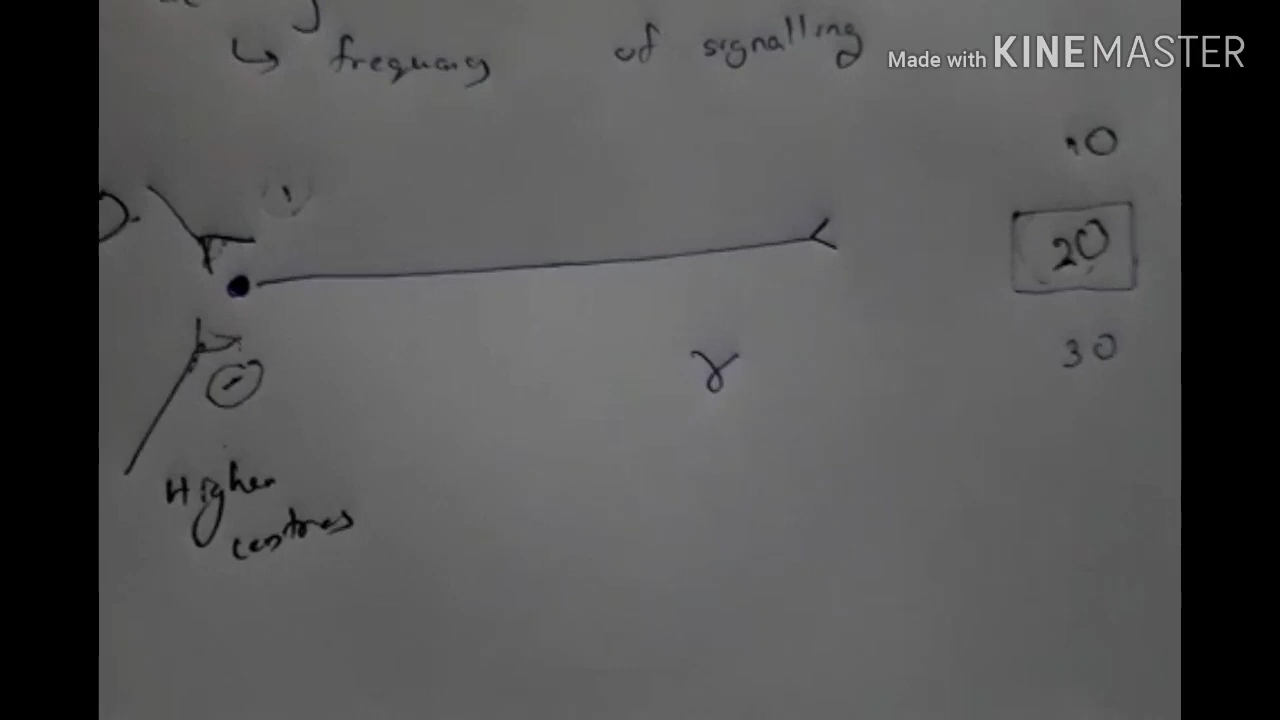 ↳ frequency of signalling
Made with KINEMASTER
10
20
30
γ
Higher
centres